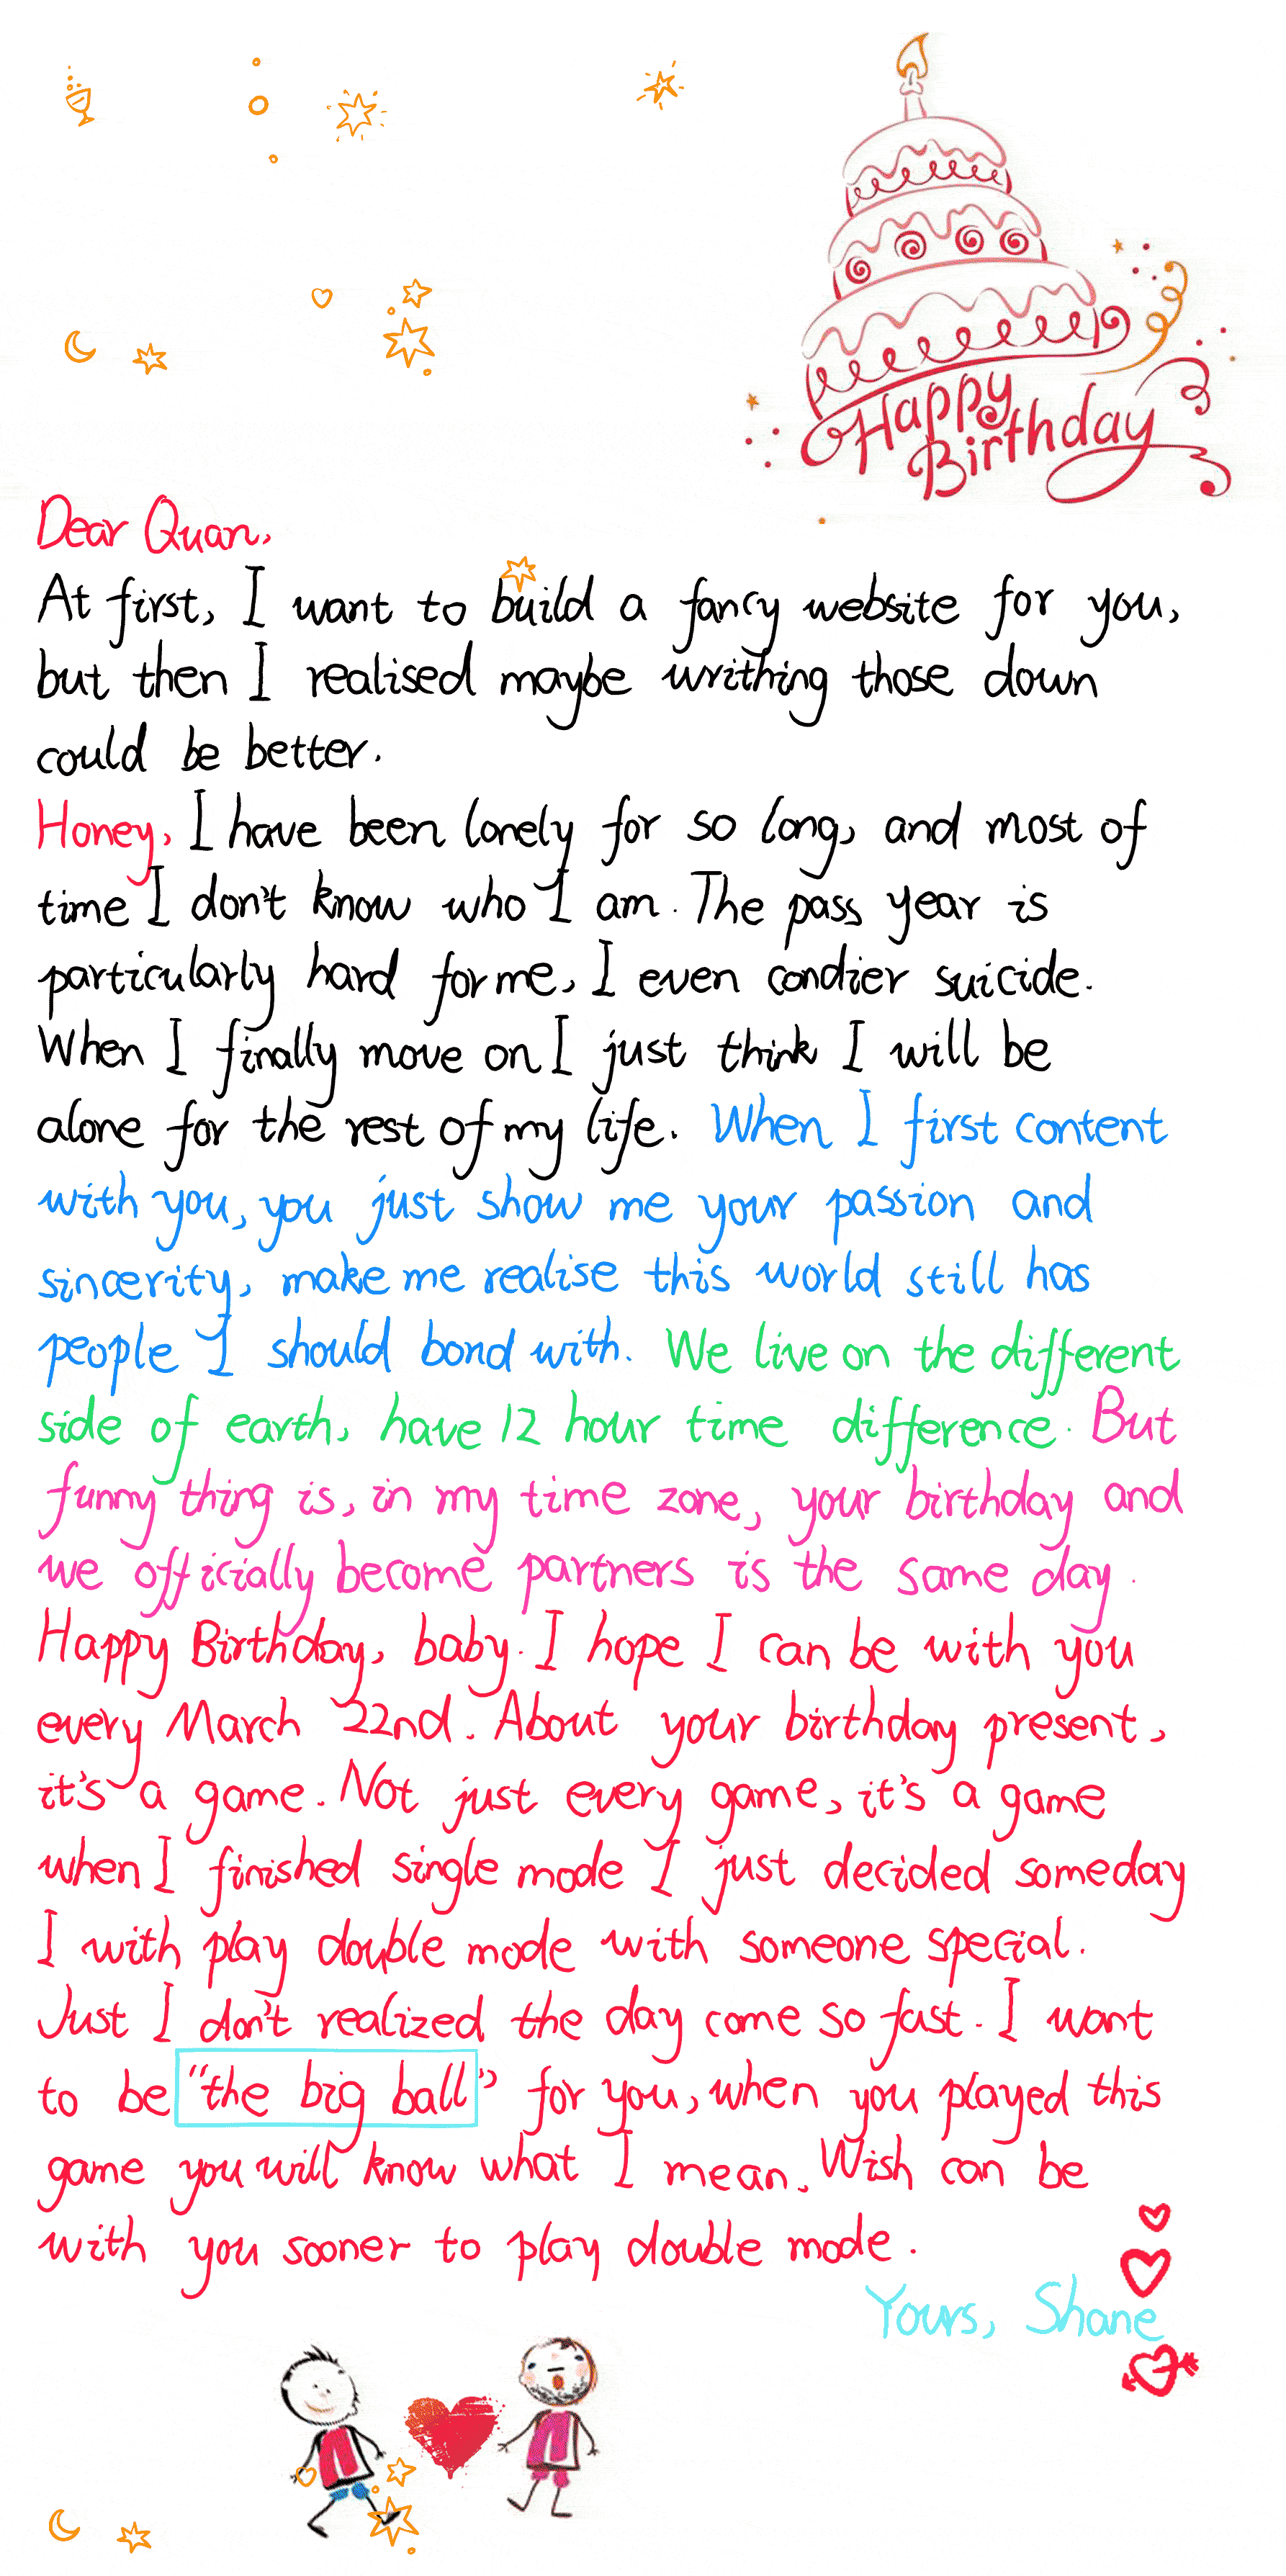 Happy
Birthday
Dear Quan,
At first, I want to build a fancy website for you,
but then I realised maybe writhing those down
could be better.
Honey, I have been lonely for so long, and most of
time I don't know who I am. The pass year is
particularly hard for me, I even condier suicide.
When I finally move on I just think I will be
alone for the rest of my life. When I first content
with you, you just show me your passion and
sincerity, make me realise this world still has
people I should bond with. We live on the different
side of earth, have 12 hour time difference. But
funny thing is, in my time zone, your birthday and
we officially become partners is the same day.
Happy Birthday, baby. I hope I can be with you
every March 22nd. About your birthday present,
it's a game. Not just every game, it's a game
when I finished single mode I just decided someday
I with play double mode with someone special.
Just I don't realized the day come so fast. I want
to be "the big ball" for you, when you played this
game you will know what I mean. Wish can be
with you sooner to play double mode.
Yours, Shane